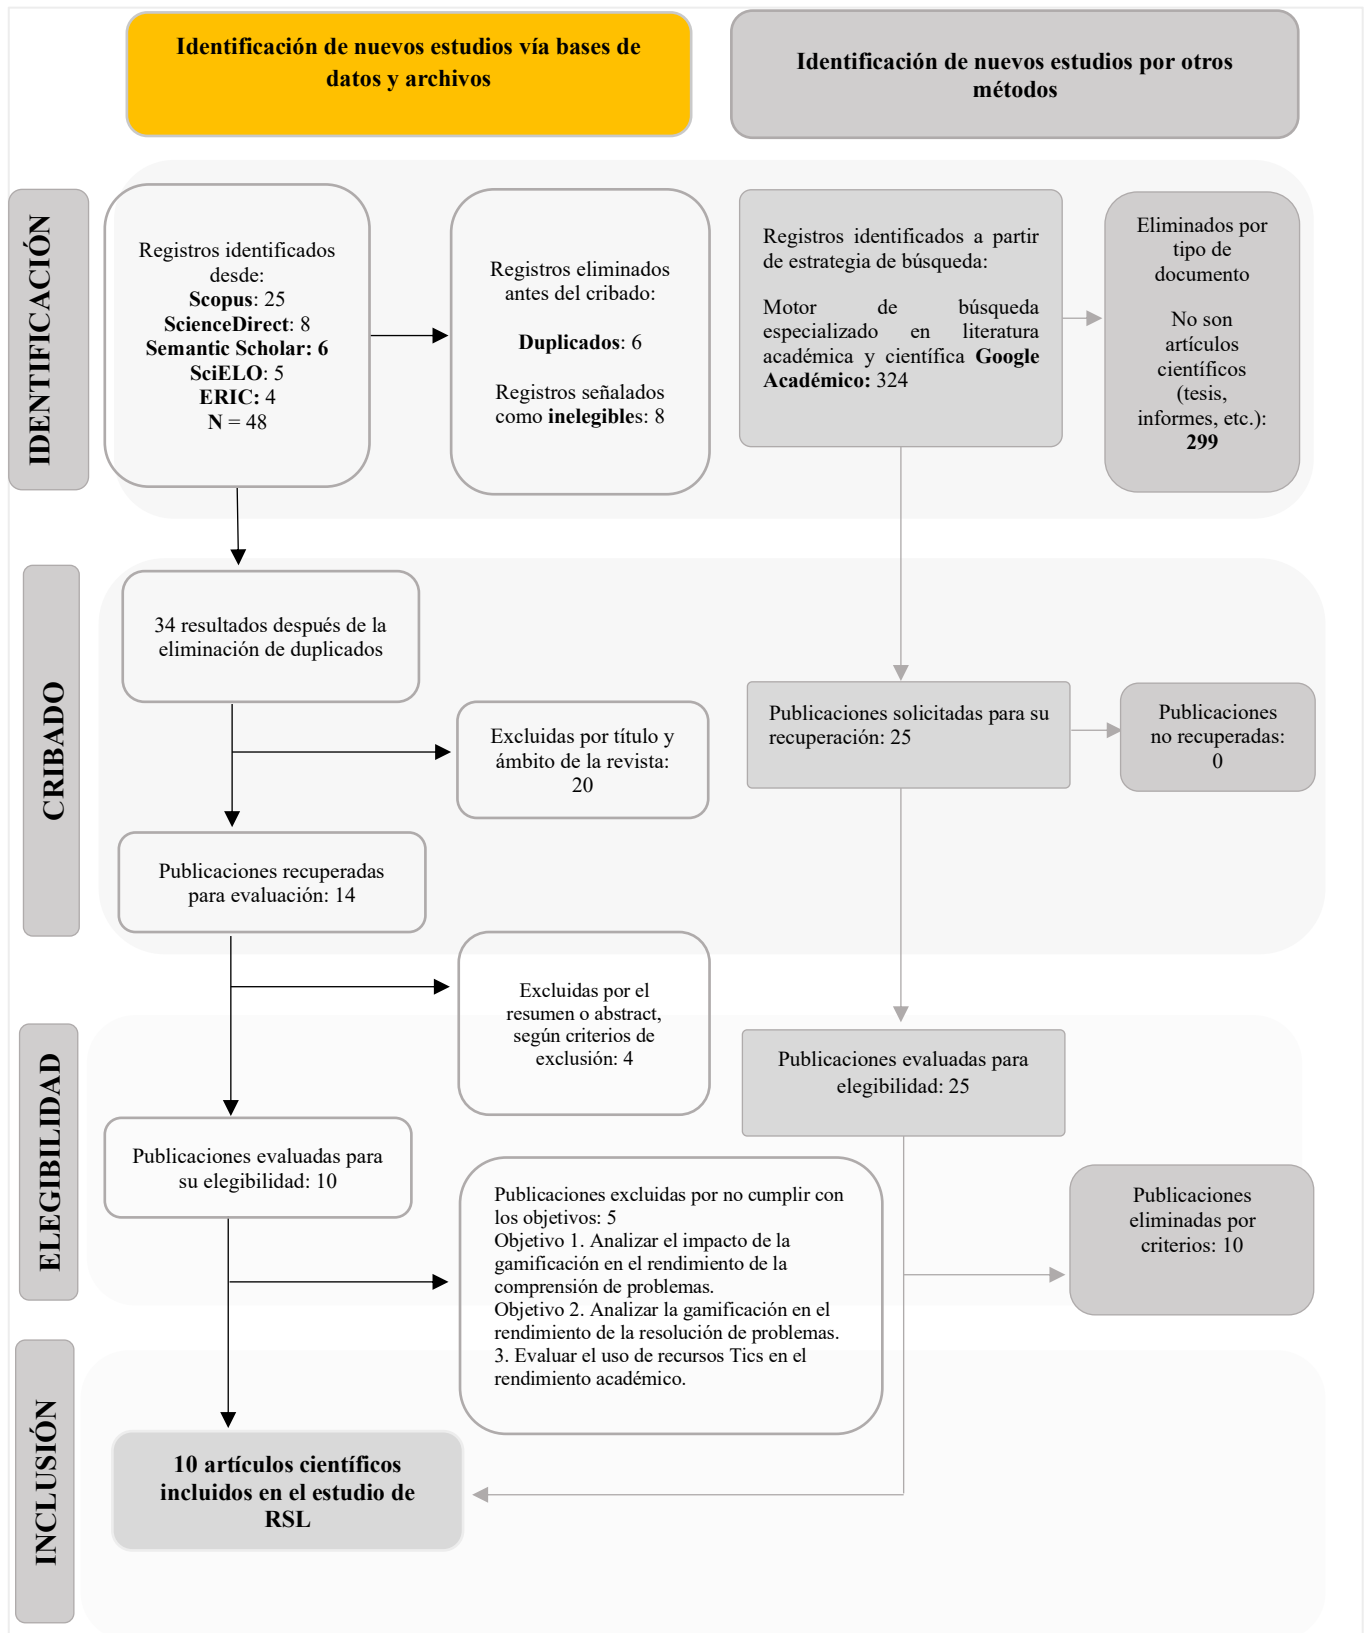 Identificación de nuevos estudios vía bases de
datos y archivos
Identificación de nuevos estudios por otros
métodos
IDENTIFICACIÓN
Registros identificados
desde:
Scopus: 25
ScienceDirect: 8
Semantic Scholar: 6
SciELO: 5
ERIC: 4
N = 48
Registros eliminados
antes del cribado:
Duplicados: 6
Registros señalados
como inelegibles: 8
Registros identificados a partir
de estrategia de búsqueda:
Motor de búsqueda
especializado en literatura
académica y científica Google
Académico: 324
Eliminados por
tipo de
documento
No son
artículos
científicos
(tesis,
informes, etc.):
299
CRIBADO
34 resultados después de la
eliminación de duplicados
Excluidas por título y
ámbito de la revista:
20
Publicaciones solicitadas para su
recuperación: 25
Publicaciones
no recuperadas:
0
Publicaciones recuperadas
para evaluación: 14
Excluidas por el
resumen o abstract,
según criterios de
exclusión: 4
ELEGIBILIDAD
Publicaciones evaluadas para
elegibilidad: 25
Publicaciones evaluadas para
su elegibilidad: 10
Publicaciones excluidas por no cumplir con
los objetivos: 5
Objetivo 1. Analizar el impacto de la
gamificación en el rendimiento de la
comprensión de problemas.
Objetivo 2. Analizar la gamificación en el
rendimiento de la resolución de problemas.
3. Evaluar el uso de recursos Tics en el
rendimiento académico.
Publicaciones
eliminadas por
criterios: 10
INCLUSIÓN
10 artículos científicos
incluidos en el estudio de
RSL